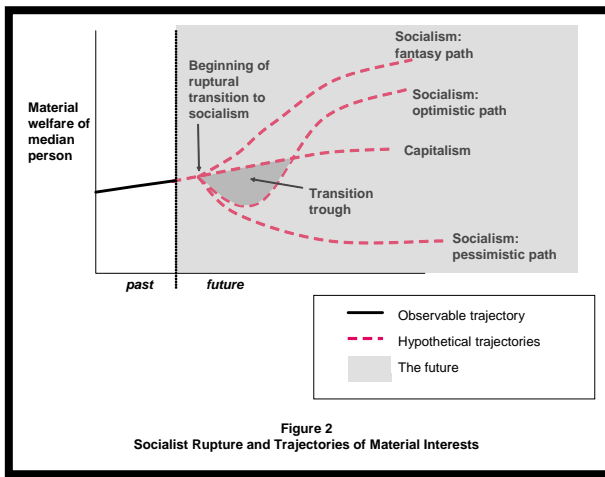 Socialism:
fantasy path
Beginning of
ruptural
transition to
socialism
Socialism:
optimistic path
Material
welfare of
median
person
Capitalism
Transition
trough
Socialism:
pessimistic path
past
future
Observable trajectory
Hypothetical trajectories
The future
Figure 2
Socialist Rupture and Trajectories of Material Interests